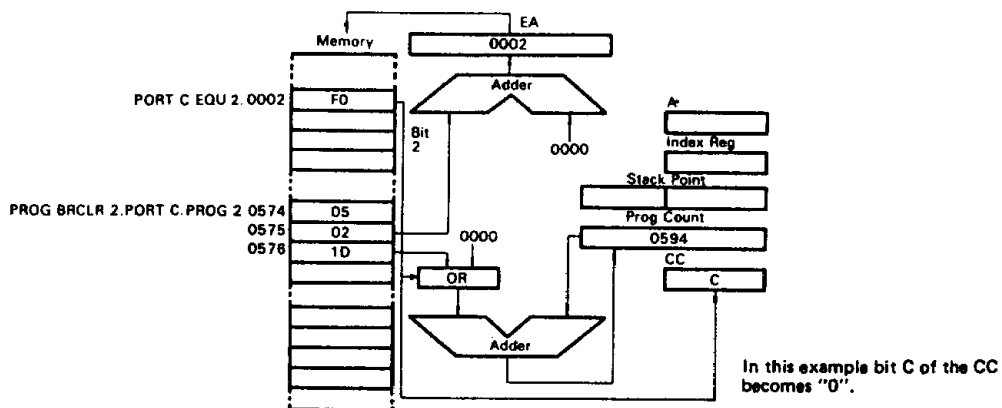 EA
Memory
0002
Adder
PORT C EQU 2. 0002
F0
A
Bit
2
0000
Index Reg
Stack Point
PROG BRCLR 2.PORT C.PROG 2 0574
05
Prog Count
0575
02
0594
0576
1D
0000
CC
OR
C
Adder
In this example bit C of the CC
becomes "0".